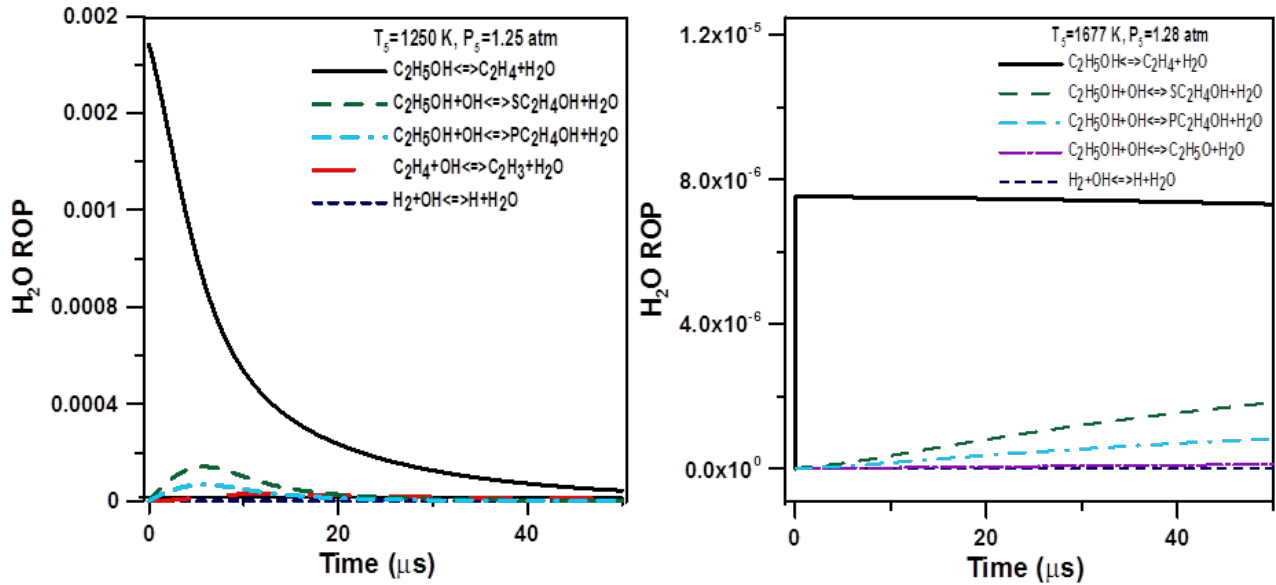 T₅=1250 K, P₅=1.25 atm
C₂H₅OH<=>C₂H₄+H₂O
C₂H₅OH+OH<=>SC₂H₄OH+H₂O
C₂H₅OH+OH<=>PC₂H₄OH+H₂O
C₂H₄+OH<=>C₂H₃+H₂O
H₂+OH<=>H+H₂O
0.002
0.002
0.001
0.0008
0.0004
0
H₂O ROP
0
20
40
Time (μs)
T₅=1677 K, P₅=1.28 atm
C₂H₅OH<=>C₂H₄+H₂O
C₂H₅OH+OH<=>SC₂H₄OH+H₂O
C₂H₅OH+OH<=>PC₂H₄OH+H₂O
C₂H₅OH+OH<=>C₂H₅O+H₂O
H₂+OH<=>H+H₂O
1.2x10⁻⁵
8.0x10⁻⁶
4.0x10⁻⁶
0.0x10⁰
H₂O ROP
0
20
40
Time (μs)